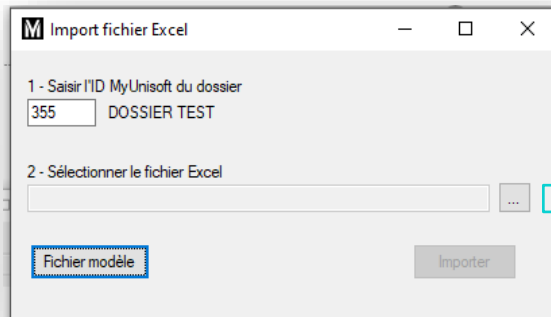 Import fichier Excel
1 - Saisir l'ID MyUnisoft du dossier
355 DOSSIER TEST
2 - Sélectionner le fichier Excel
...
Fichier modèle Importer